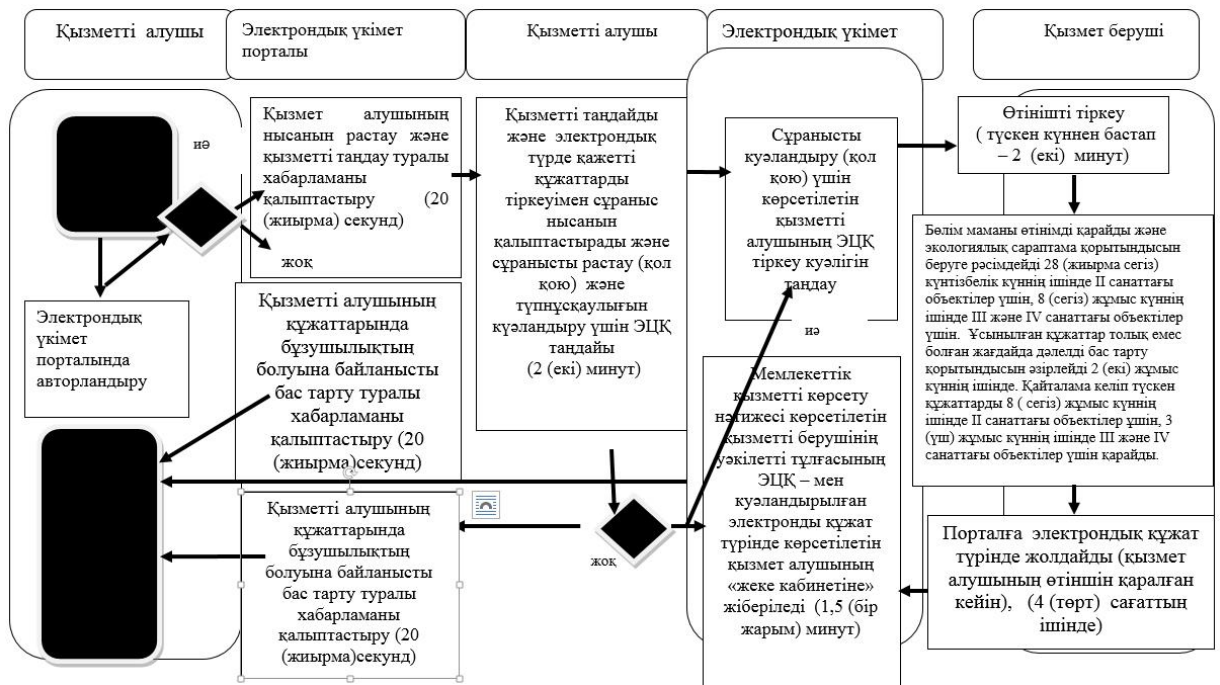 Қызметті алушы
Электрондық үкімет
порталы
Қызметті алушы
Электрондық үкімет
Қызмет беруші
иә
Қызмет алушының
нысанын растау және
қызметті таңдау туралы
хабарламаны
қалыптастыру (20
(жиырма) секунд)
жоқ
Электрондық
үкімет
порталында
авторландыру
Қызметті алушының
құжаттарында
бұзушылықтың
болуына байланысты
бас тарту туралы
хабарламаны
қалыптастыру (20
(жиырма)секунд)
Қызметті алушының
құжаттарында
бұзушылықтың
болуына байланысты
бас тарту туралы
хабарламаны
қалыптастыру (20
(жиырма)секунд)
Қызметті таңдайды
және электрондық
түрде қажетті
құжаттарды
тіркеуімен сұраныс
нысанын
қалыптастырады және
сұранысты растау (қол
қою) және
түпнұсқаулығын
күәландыру үшін ЭЦҚ
таңдайы
(2 (екі) минут)
жоқ
Сұранысты
куәландыру (қол
қою) үшін
көрсетілетін
қызметті
алушының ЭЦҚ
тіркеу куәлігін
таңдау
иә
Мемлекеттік
қызметті көрсету
нәтижесі көрсетілетін
қызметті берушінің
уәкілетті тұлғасының
ЭЦҚ – мен
куәландырылған
электронды құжат
түрінде көрсетілетін
қызмет алушының
«жеке кабинетіне»
жіберіледі (1,5 (бір
жарым) минут)
Өтінішті тіркеу
( түскен күннен бастап
– 2 (екі) минут)
Бөлім маманы өтінімді қарайды және
экологиялық сараптама қорытындысын
беруге рәсімдейді 28 (жиырма сегіз)
күнтізбелік күннің ішінде II санаттағы
объектілер үшін, 8 (сегіз) жұмыс күннің
ішінде III және IV санаттағы объектілер
үшін. Ұсынылған құжаттар толық емес
болған жағдайда дәлелді бас тарту
қорытындысын әзірлейді 2 (екі) жұмыс
күннің ішінде. Қайталама келіп түскен
құжаттарды 8 ( сегіз) жұмыс күннің
ішінде II санаттағы объектілер ұшін, 3
(үш) жұмыс күннің ішінде III және IV
санаттағы объектілер үшін қарайды.
Порталға электрондық құжат
түрінде жолдайды (қызмет
алушының өтіншін қаралған
кейін), (4 (төрт) сағаттың
ішінде)